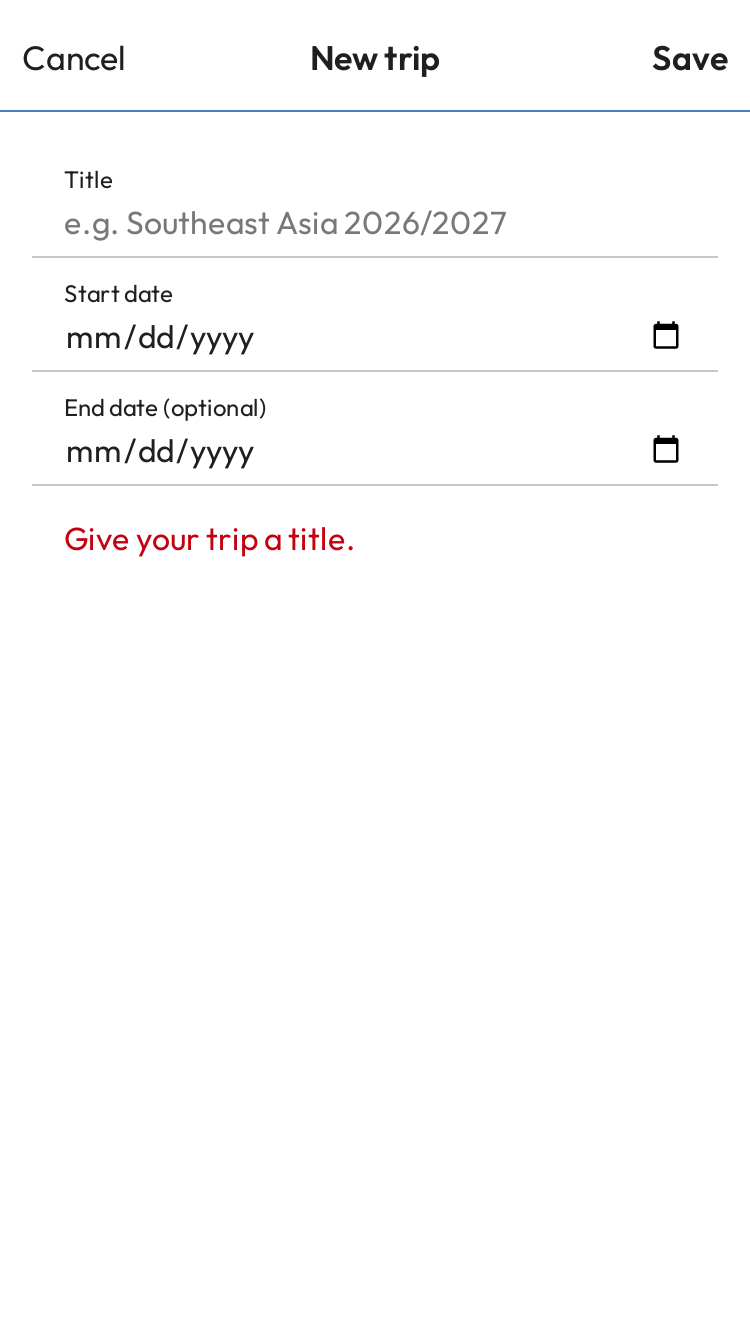 Cancel New trip Save
Title
e.g. Southeast Asia 2026/2027
Start date
mm/dd/yyyy
End date (optional)
mm/dd/yyyy
Give your trip a title.